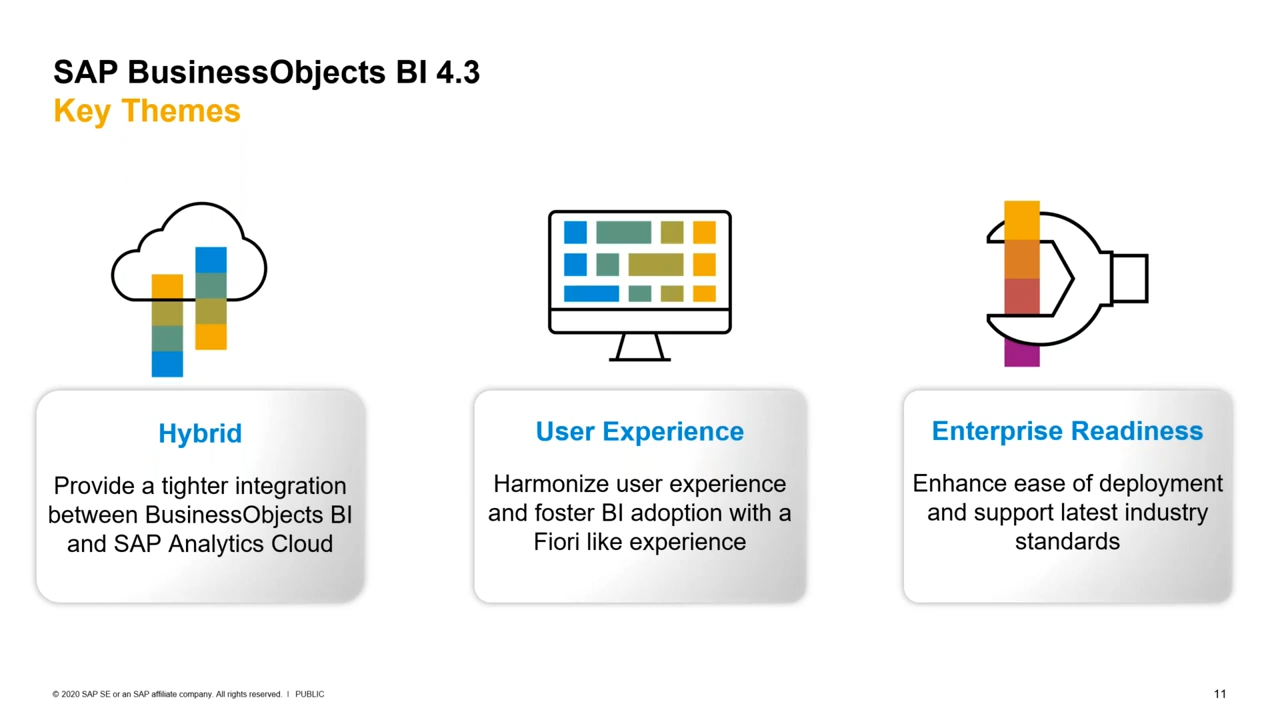 SAP BusinessObjects BI 4.3
Key Themes
Hybrid
Provide a tighter integration
between BusinessObjects BI
and SAP Analytics Cloud
User Experience
Harmonize user experience
and foster BI adoption with a
Fiori like experience
Enterprise Readiness
Enhance ease of deployment
and support latest industry
standards
© 2020 SAP SE or an SAP affiliate company. All rights reserved. I PUBLIC
11